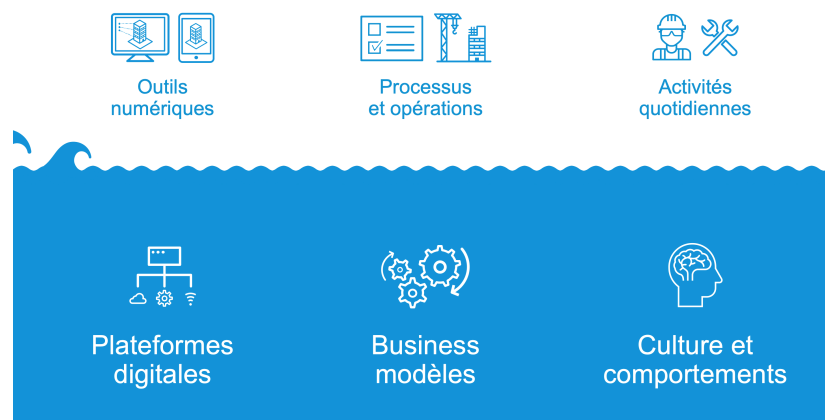 Outils
numériques
Processus
et opérations
Activités
quotidiennes
Plateformes
digitales
Business
modèles
Culture et
comportements